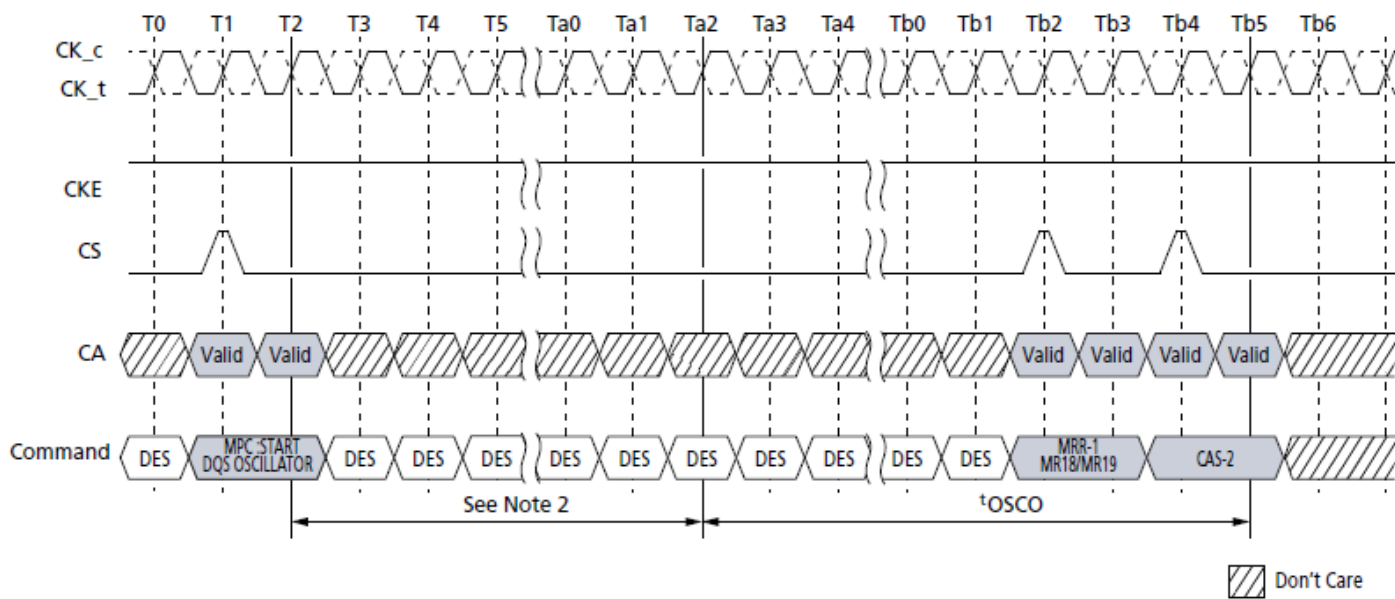 T0 T1 T2 T3 T4 T5 Ta0 Ta1 Ta2 Ta3 Ta4 Tb0 Tb1 Tb2 Tb3 Tb4 Tb5 Tb6
CK_c
CK_t
CKE
CS
CA Valid Valid Valid Valid Valid Valid
Command DES MPC :START DES DES DES DES DES DES DES DES DES DES MRR-1 CAS-2
DQS OSCILLATOR MR18/MR19
See Note 2 tOSCO
Don't Care